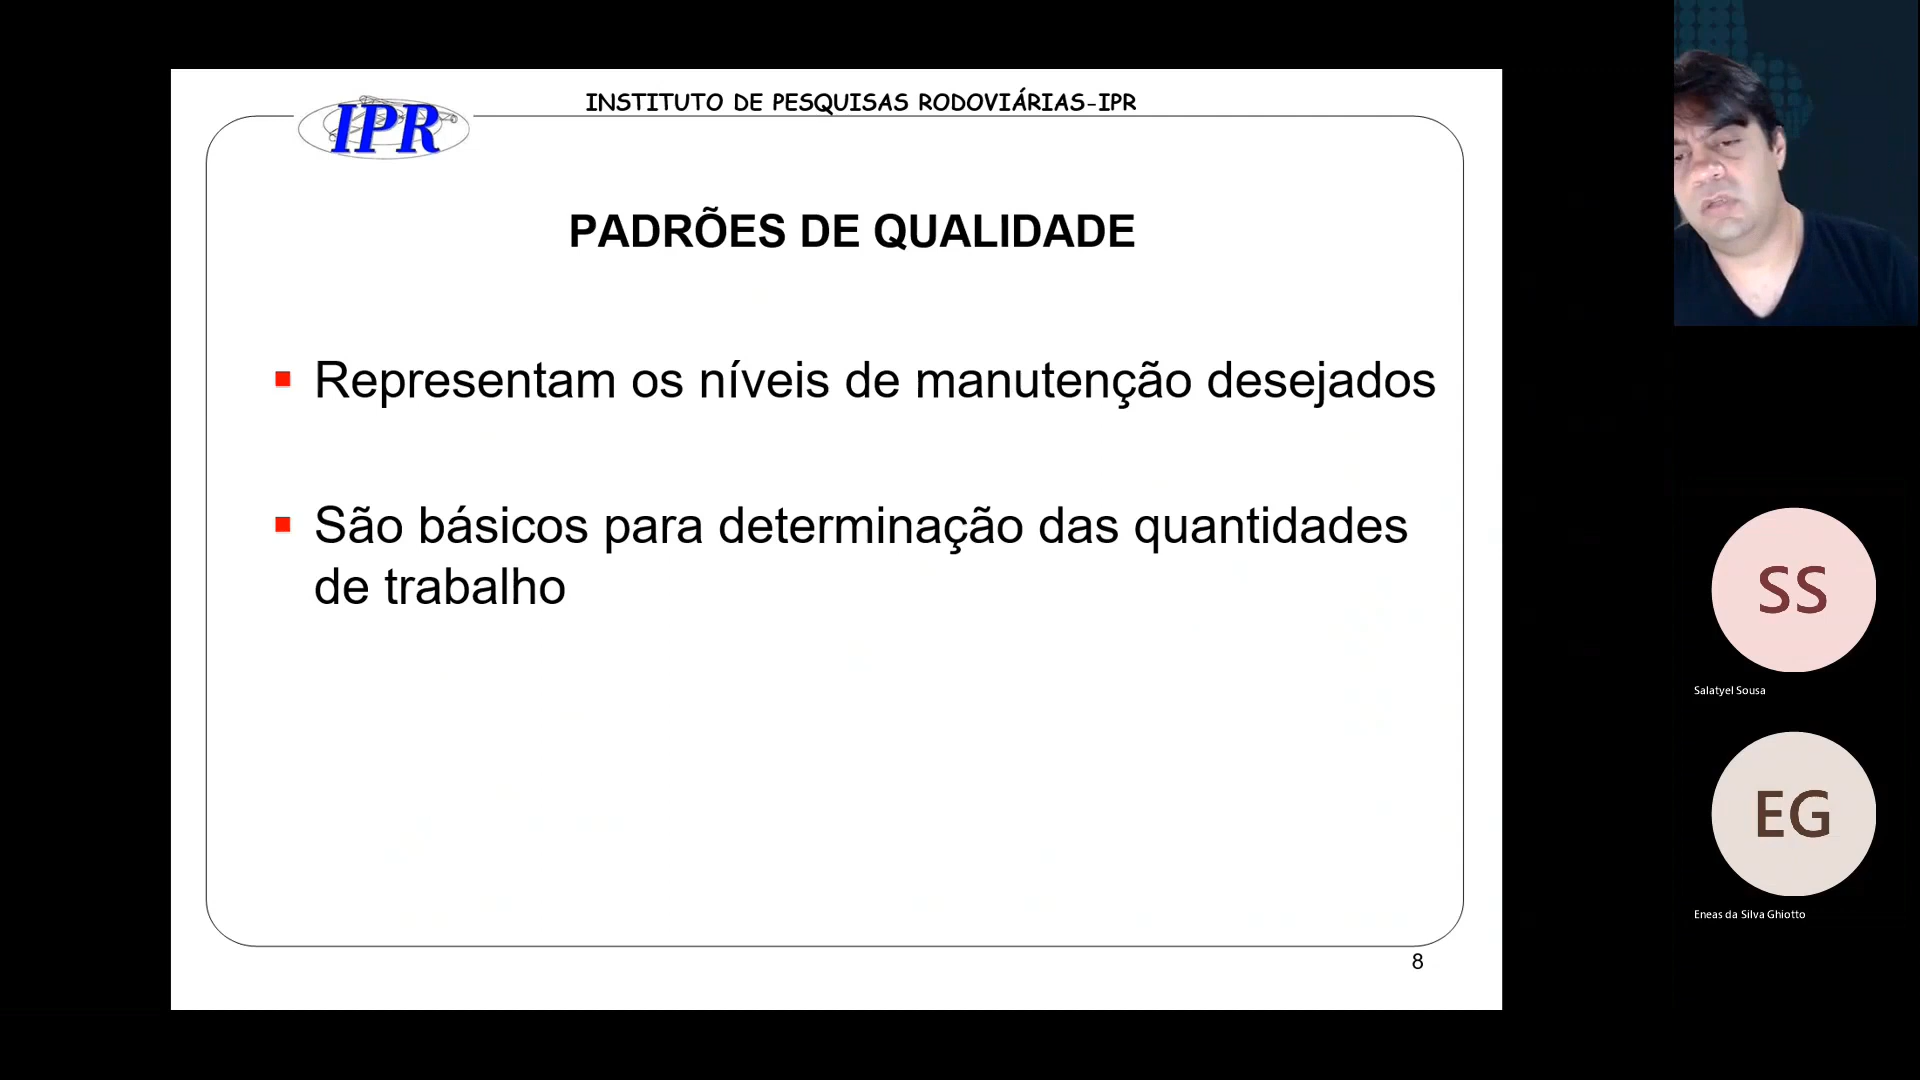 INSTITUTO DE PESQUISAS RODOVIÁRIAS-IPR
IPR
PADRÕES DE QUALIDADE
Representam os níveis de manutenção desejados
São básicos para determinação das quantidades
de trabalho
8
SS
Salatyel Sousa
EG
Eneas da Silva Ghiotto